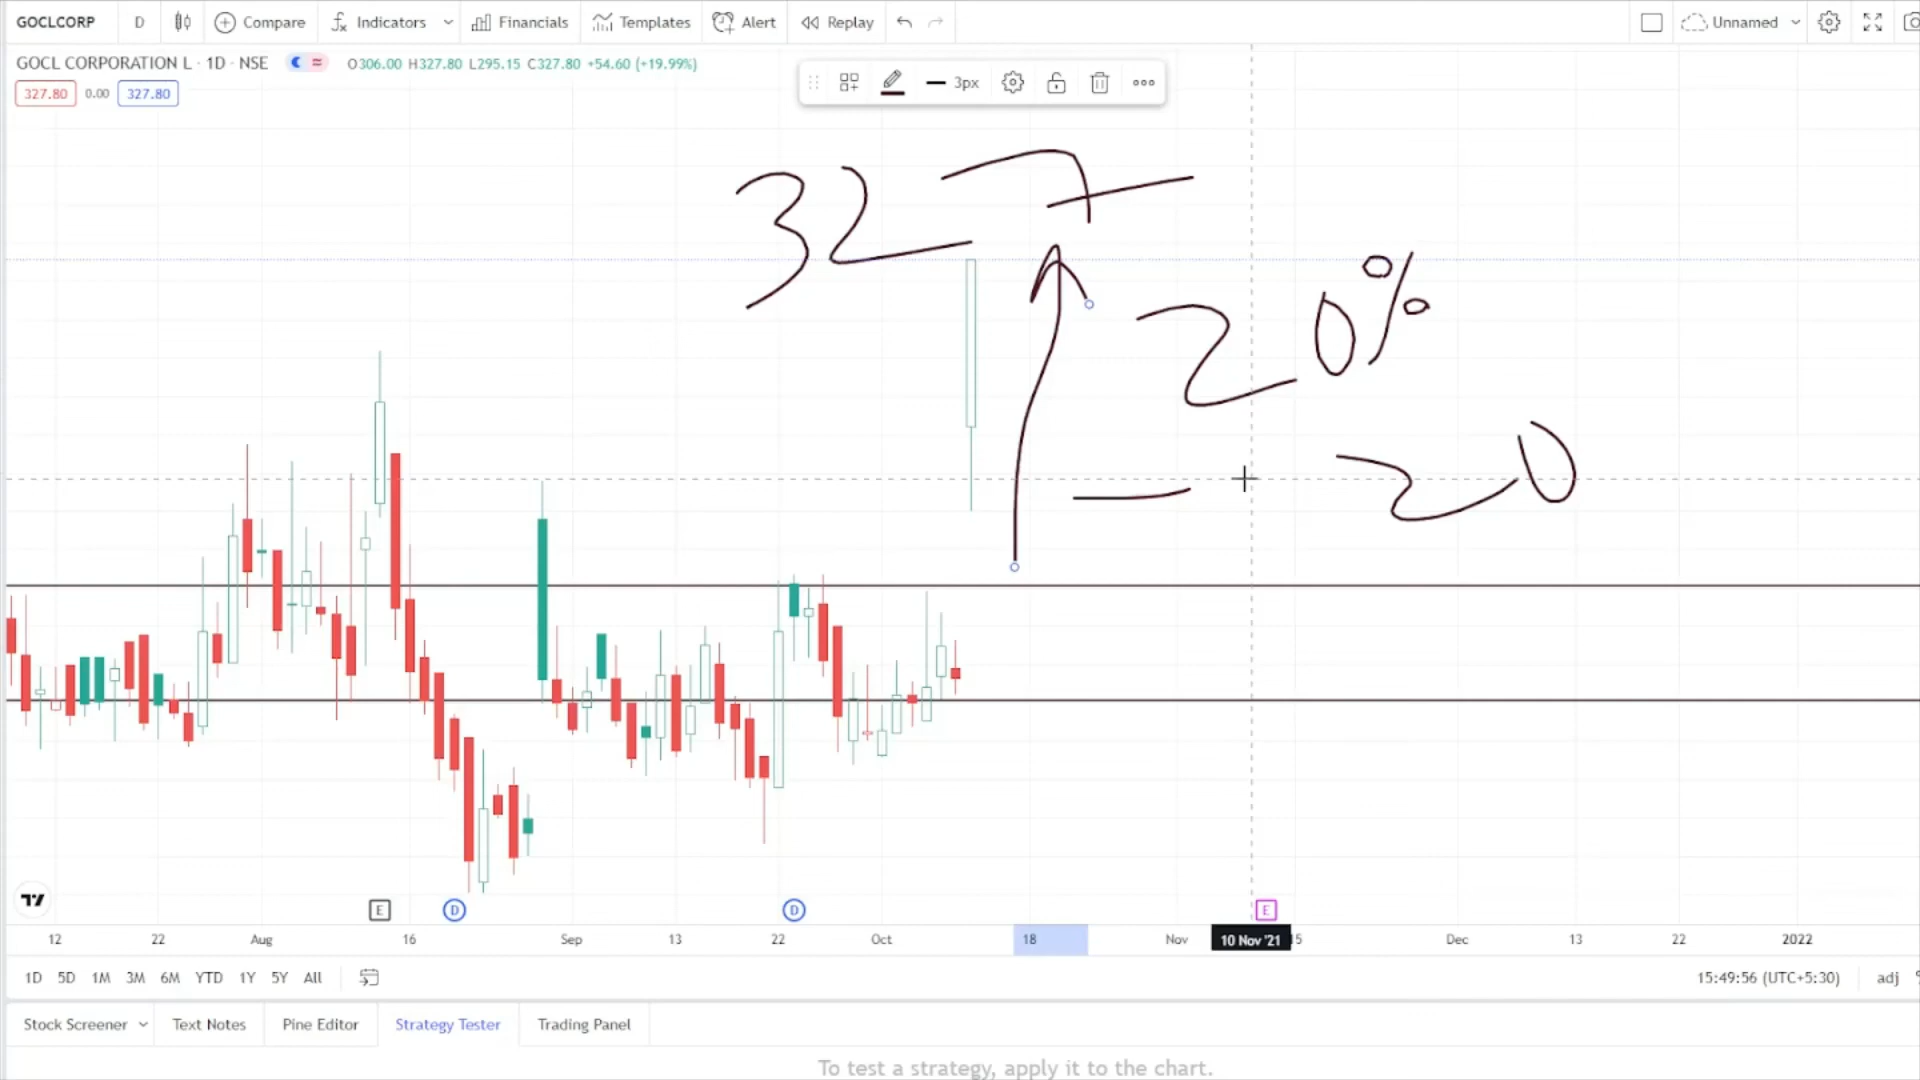 GOCLCORP D Compare Indicators Financials Templates Alert Replay Unnamed
GOCL CORPORATION L · 1D · NSE O306.00 H327.80 L295.15 C327.80 +54.60 (+19.99%)
327.80 0.00 327.80
3px
327
20%
— 20
E D D E
12 22 Aug 16 Sep 13 22 Oct 18 Nov 10 Nov '21 15 Dec 13 22 2022
1D 5D 1M 3M 6M YTD 1Y 5Y All 15:49:56 (UTC+5:30) adj
Stock Screener Text Notes Pine Editor Strategy Tester Trading Panel
To test a strategy, apply it to the chart.